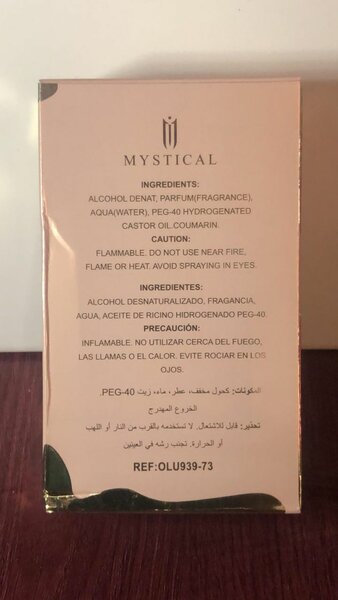 MYSTICAL
INGREDIENTS:
ALCOHOL DENAT, PARFUM(FRAGRANCE),
AQUA(WATER), PEG-40 HYDROGENATED
CASTOR OIL.COUMARIN.
CAUTION:
FLAMMABLE. DO NOT USE NEAR FIRE,
FLAME OR HEAT. AVOID SPRAYING IN EYES.
INGREDIENTES:
ALCOHOL DESNATURALIZADO, FRAGANCIA,
AGUA, ACEITE DE RICINO HIDROGENADO PEG-40.
PRECAUCIÓN:
INFLAMABLE. NO UTILIZAR CERCA DEL FUEGO,
LAS LLAMAS O EL CALOR. EVITE ROCIAR EN LOS
OJOS.
المكونات: كحول مخفف، عطر، ماء، زيت PEG-40.
الخروع المهدرج
تحذير: قابل للاشتعال. لا تستخدمه بالقرب من النار أو اللهب
أو الحرارة. تجنب رشه في العينين
REF:OLU939-73